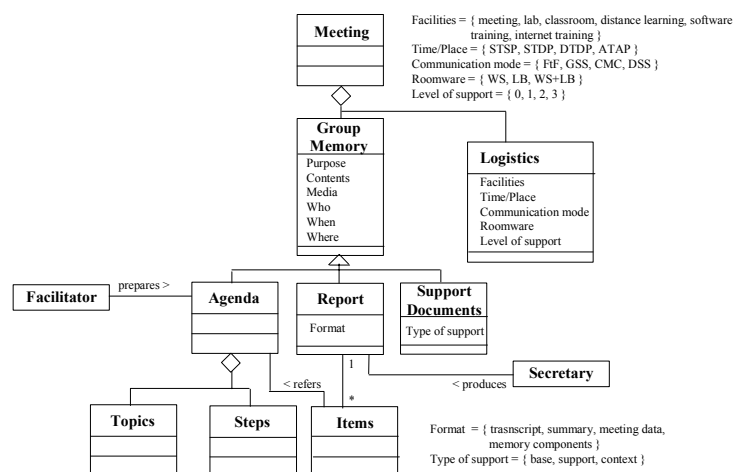 Meeting
Facilities = { meeting, lab, classroom, distance learning, software
training, internet training }
Time/Place = { STSP, STDP, DTDP, ATAP }
Communication mode = { FtF, GSS, CMC, DSS }
Roomware = { WS, LB, WS+LB }
Level of support = { 0, 1, 2, 3 }
Group
Memory
Purpose
Contents
Media
Who
When
Where
Logistics
Facilities
Time/Place
Communication mode
Roomware
Level of support
Facilitator
prepares >
Agenda
Report
Format
Support
Documents
Type of support
1
< refers
*
< produces
Secretary
Topics
Steps
Items
Format = { trasnscript, summary, meeting data,
memory components }
Type of support = { base, support, context }